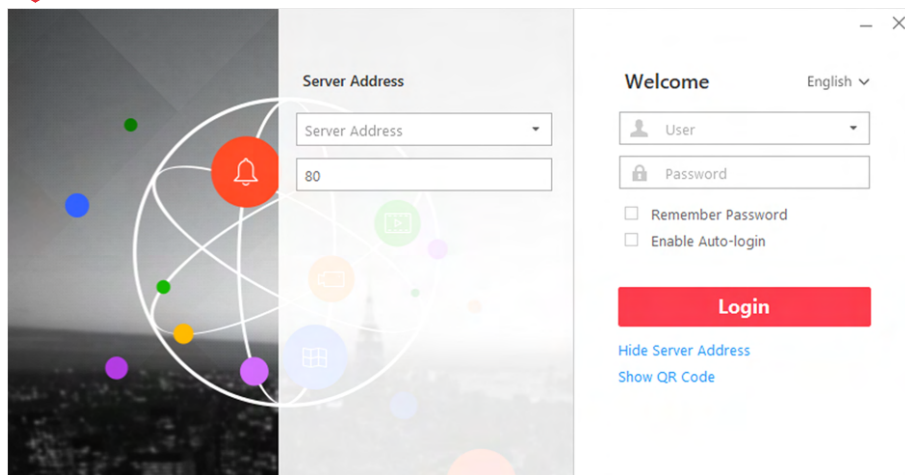 Server Address
Server Address
80
Welcome
English
User
Password
Remember Password
Enable Auto-login
Login
Hide Server Address
Show QR Code